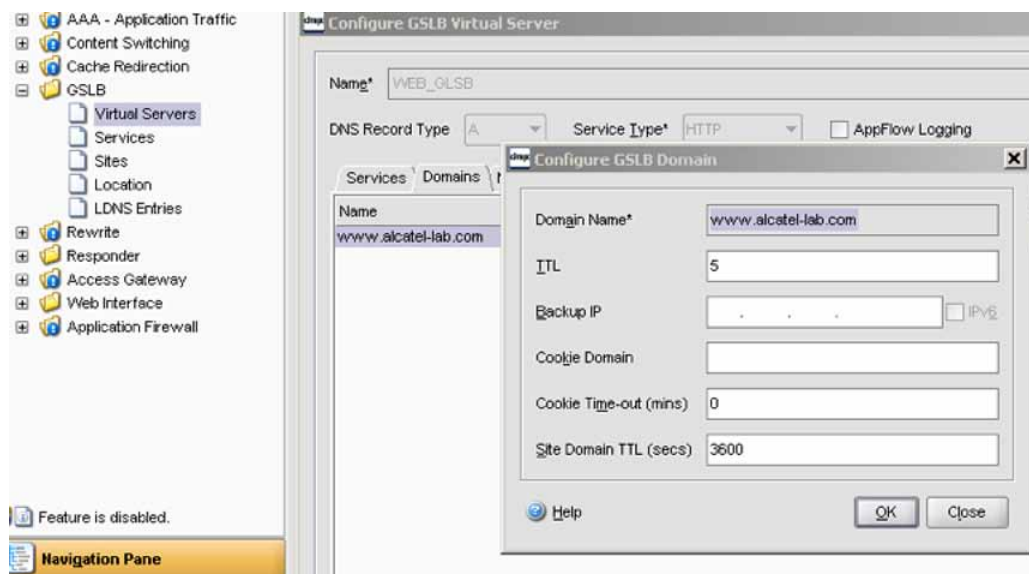 AAA - Application Traffic
Content Switching
Cache Redirection
GSLB
Virtual Servers
Services
Sites
Location
LDNS Entries
Rewrite
Responder
Access Gateway
Web Interface
Application Firewall
Feature is disabled.
Navigation Pane
citrix Configure GSLB Virtual Server
Name* WEB_GLSB
DNS Record Type A Service Type* HTTP AppFlow Logging
Services Domains
Name
www.alcatel-lab.com
citrix Configure GSLB Domain
Domain Name* www.alcatel-lab.com
TTL 5
Backup IP . . . IPv6
Cookie Domain
Cookie Time-out (mins) 0
Site Domain TTL (secs) 3600
Help OK Close